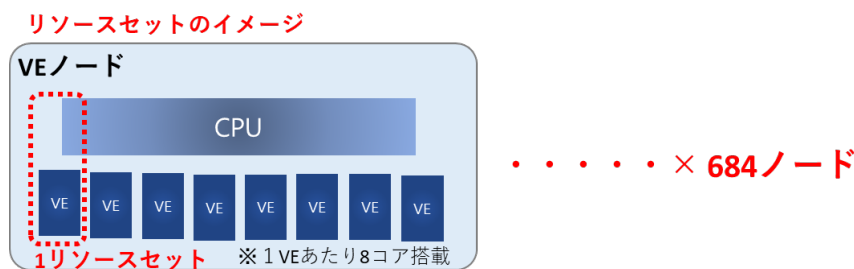 リソースセットのイメージ
VEノード
CPU
・・・・・× 684ノード
VE VE VE VE VE VE VE VE
1リソースセット ※１VEあたり8コア搭載